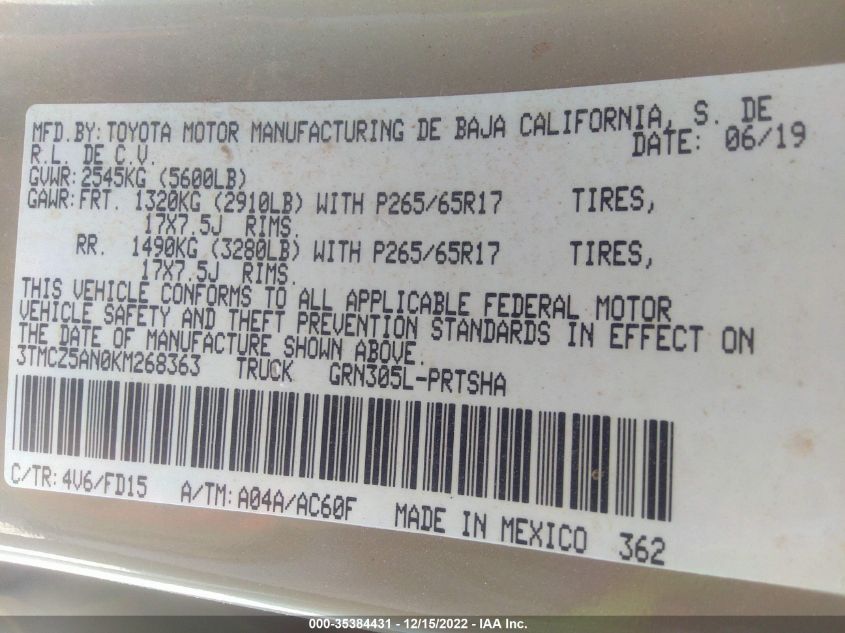 MFD.BY:TOYOTA MOTOR MANUFACTURING DE BAJA CALIFORNIA, S. DE
R.L. DE C.V. DATE: 06/19
GVWR:2545KG (5600LB)
GAWR:FRT. 1320KG (2910LB) WITH P265/65R17 TIRES,
17X7.5J RIMS.
RR. 1490KG (3280LB) WITH P265/65R17 TIRES,
17X7.5J RIMS.
THIS VEHICLE CONFORMS TO ALL APPLICABLE FEDERAL MOTOR
VEHICLE SAFETY AND THEFT PREVENTION STANDARDS IN EFFECT ON
THE DATE OF MANUFACTURE SHOWN ABOVE.
3TMCZ5AN0KM268363 TRUCK GRN305L-PRTSHA
C/TR:4V6/FD15 A/TM:A04A/AC60F MADE IN MEXICO 362
000-35384431 - 12/15/2022 - IAA Inc.